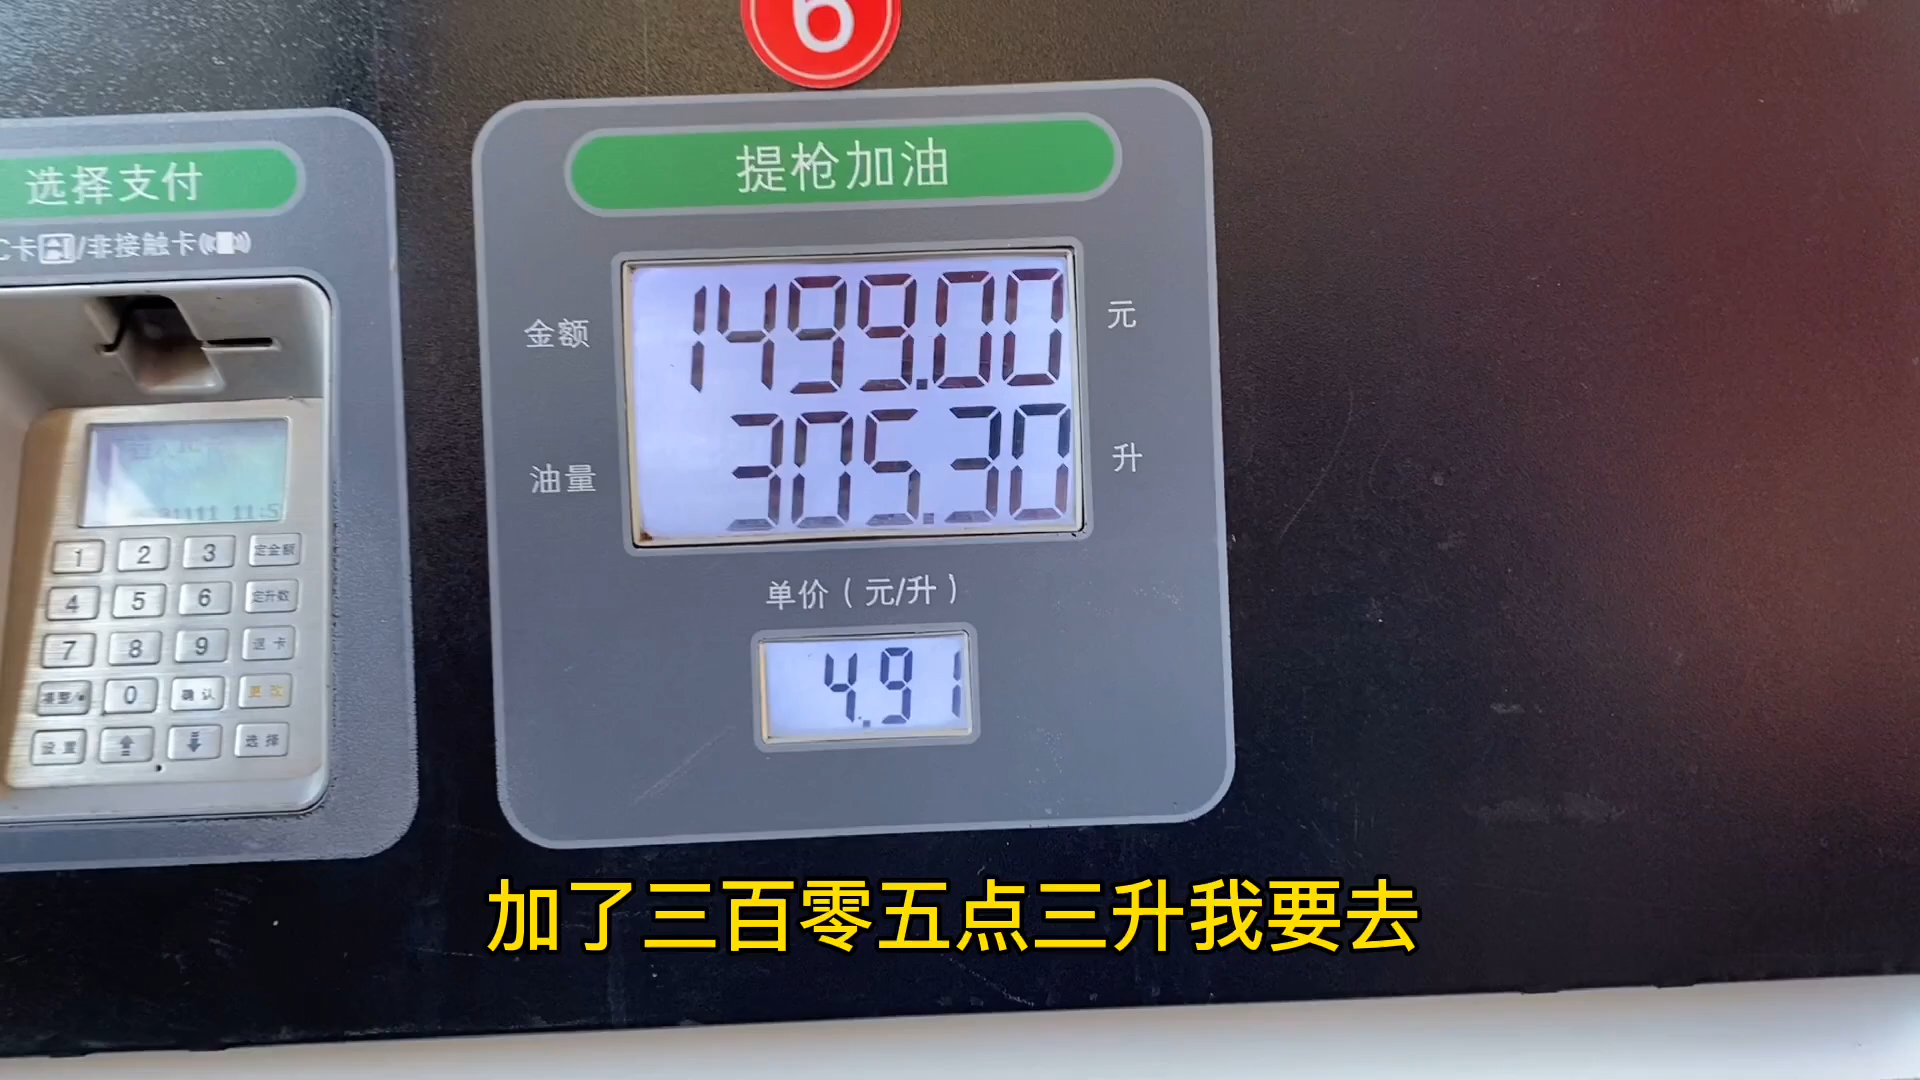 6
选择支付
C卡/非接触卡
提枪加油
金额 1499.00 元
油量 305.30 升
单价（元/升）
4.91
1 2 3 定金额
4 5 6 定升数
7 8 9 退卡
0 确认 更改
设置 选择
加了三百零五点三升我要去